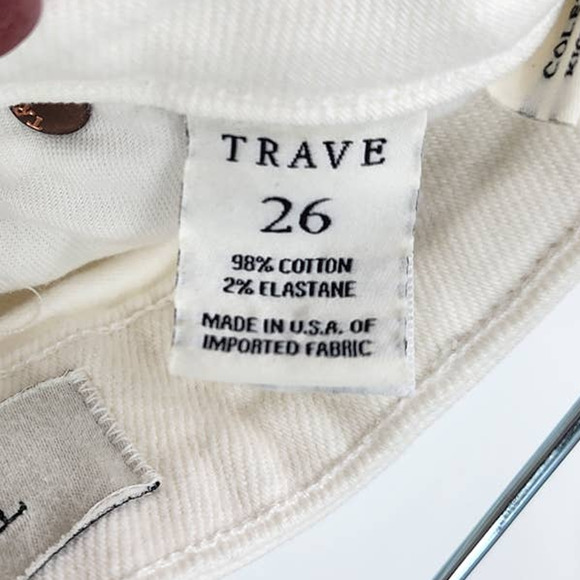 TRAVE
26
98% COTTON
2% ELASTANE
MADE IN U.S.A. OF
IMPORTED FABRIC